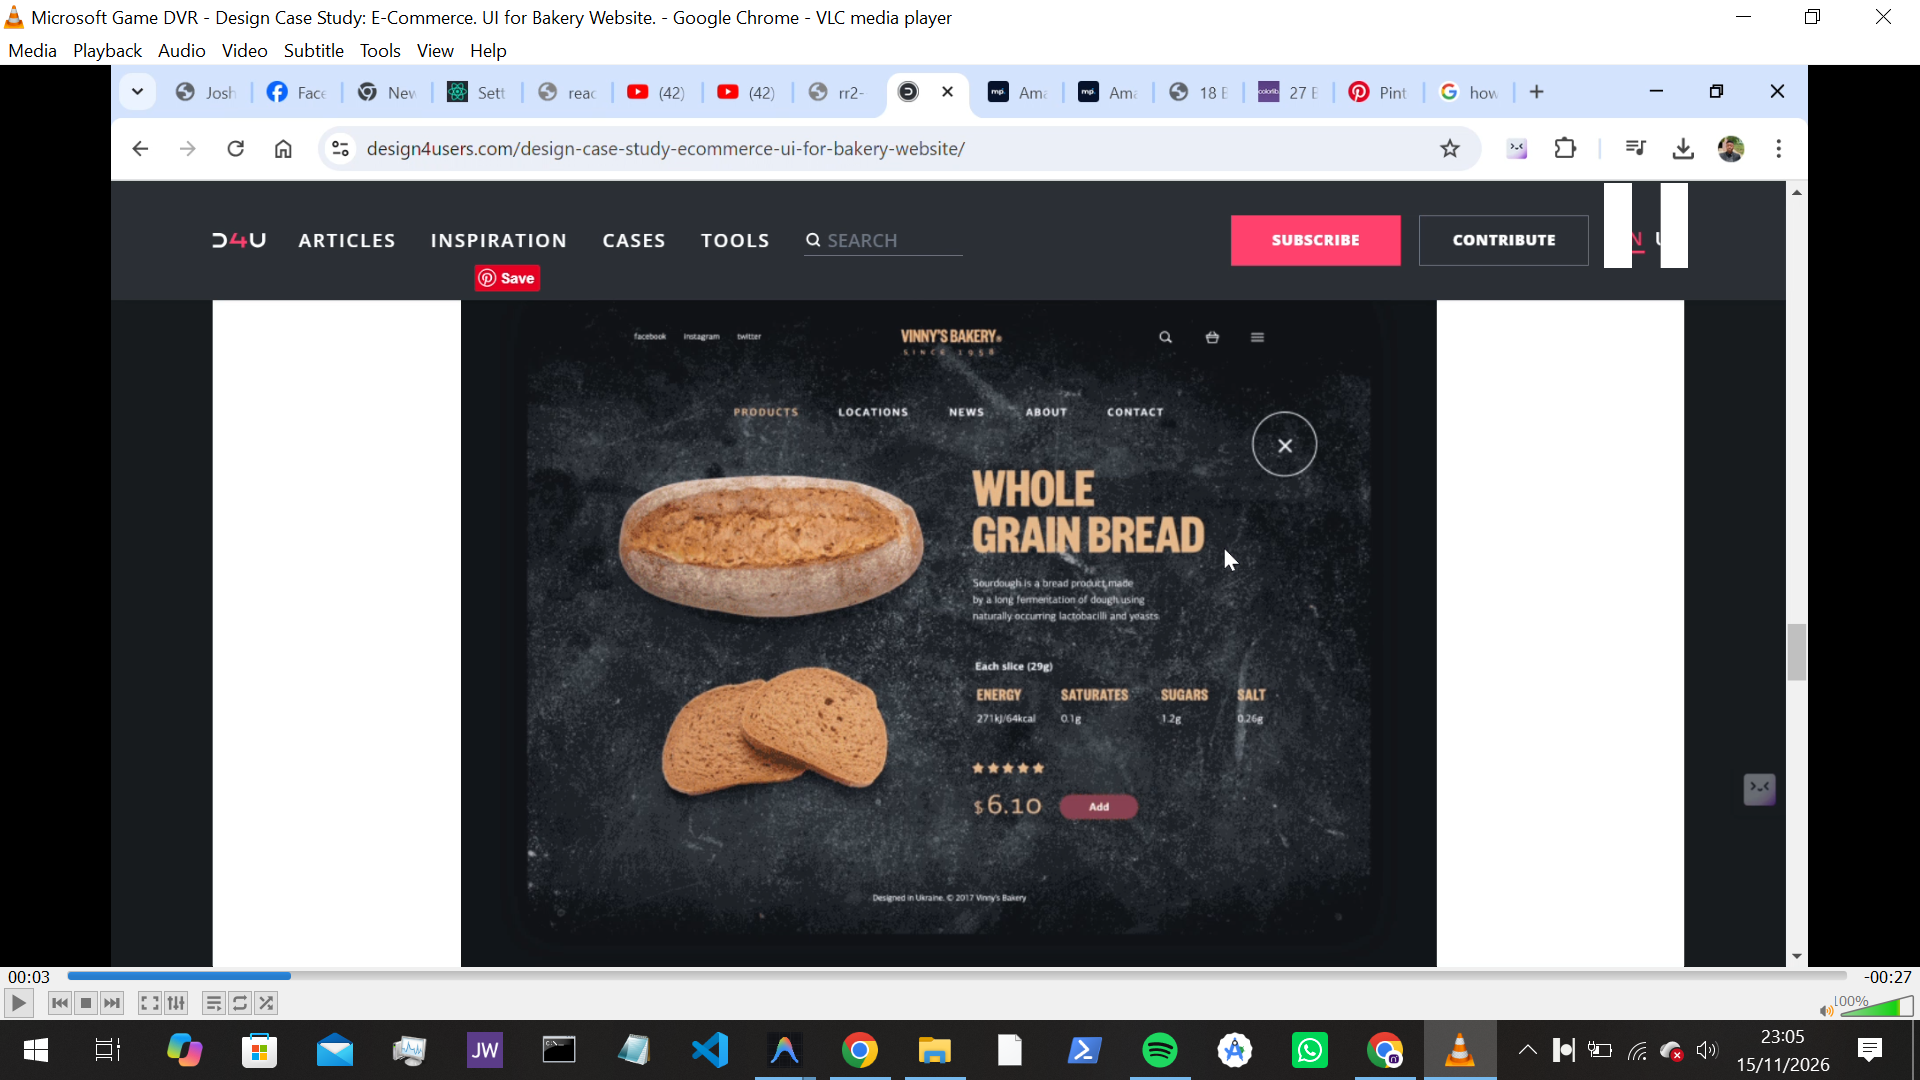 Microsoft Game DVR - Design Case Study: E-Commerce. UI for Bakery Website. - Google Chrome - VLC media player
Media Playback Audio Video Subtitle Tools View Help
Josh Face New Sett reac (42) (42) rr2- Ama Ama 18 E 27 E Pint how
design4users.com/design-case-study-ecommerce-ui-for-bakery-website/
D4U ARTICLES INSPIRATION CASES TOOLS SEARCH SUBSCRIBE CONTRIBUTE
Save
facebook instagram twitter VINNY'S BAKERY®
SINCE 1958
PRODUCTS LOCATIONS NEWS ABOUT CONTACT
WHOLE
GRAIN BREAD
Sourdough is a bread product made
by a long fermentation of dough using
naturally occurring lactobacilli and yeasts
Each slice (29g)
ENERGY SATURATES SUGARS SALT
271kJ/64kcal 0.1g 1.2g 0.26g
$6.10 Add
Designed in Ukraine. © 2017 Vinny's Bakery
00:03 -00:27
100%
JW
23:05
15/11/2026